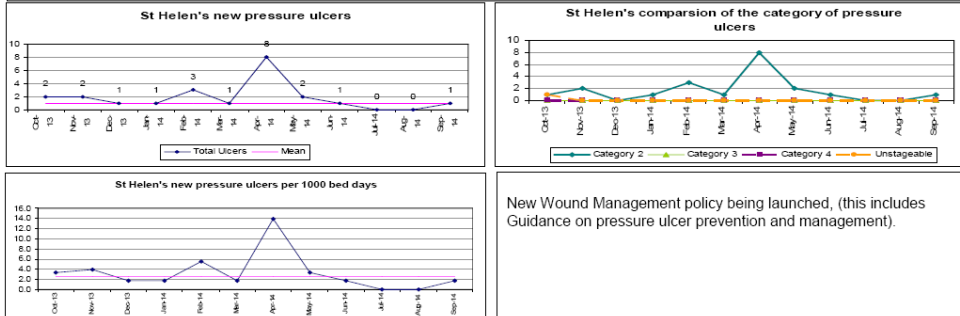 St Helen's new pressure ulcers
10
8
6
4
2
0
2
2
1
1
3
1
8
2
1
0
0
1
Oct-13
Nov-13
Dec-13
Jan-14
Feb-14
Mar-14
Apr-14
May-14
Jun-14
Jul-14
Aug-14
Sep-14
Total Ulcers
Mean
St Helen's comparsion of the category of pressure
ulcers
10
8
6
4
2
0
Oct-13
Nov-13
Dec-13
Jan-14
Feb-14
Mar-14
Apr-14
May-14
Jun-14
Jul-14
Aug-14
Sep-14
Category 2
Category 3
Category 4
Unstageable
St Helen's new pressure ulcers per 1000 bed days
16.0
14.0
12.0
10.0
8.0
6.0
4.0
2.0
0.0
Oct-13
Nov-13
Dec-13
Jan-14
Feb-14
Mar-14
Apr-14
May-14
Jun-14
Jul-14
Aug-14
Sep-14
New Wound Management policy being launched, (this includes
Guidance on pressure ulcer prevention and management).